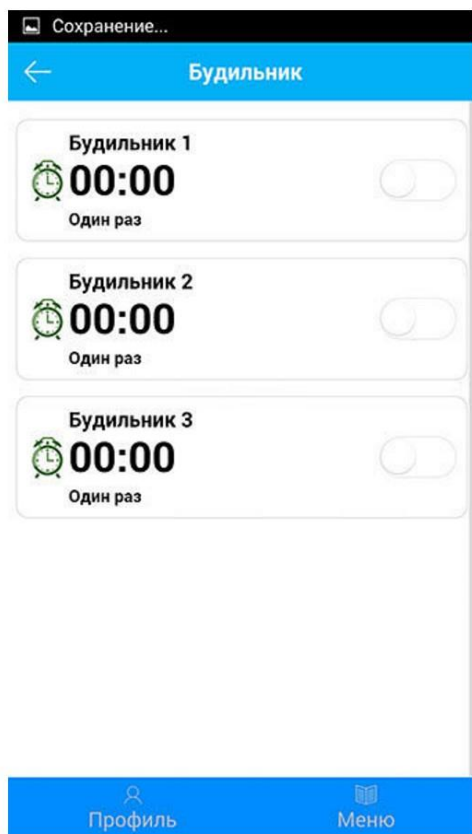 Сохранение...
Будильник
Будильник 1
00:00
Один раз
Будильник 2
00:00
Один раз
Будильник 3
00:00
Один раз
Профиль
Меню